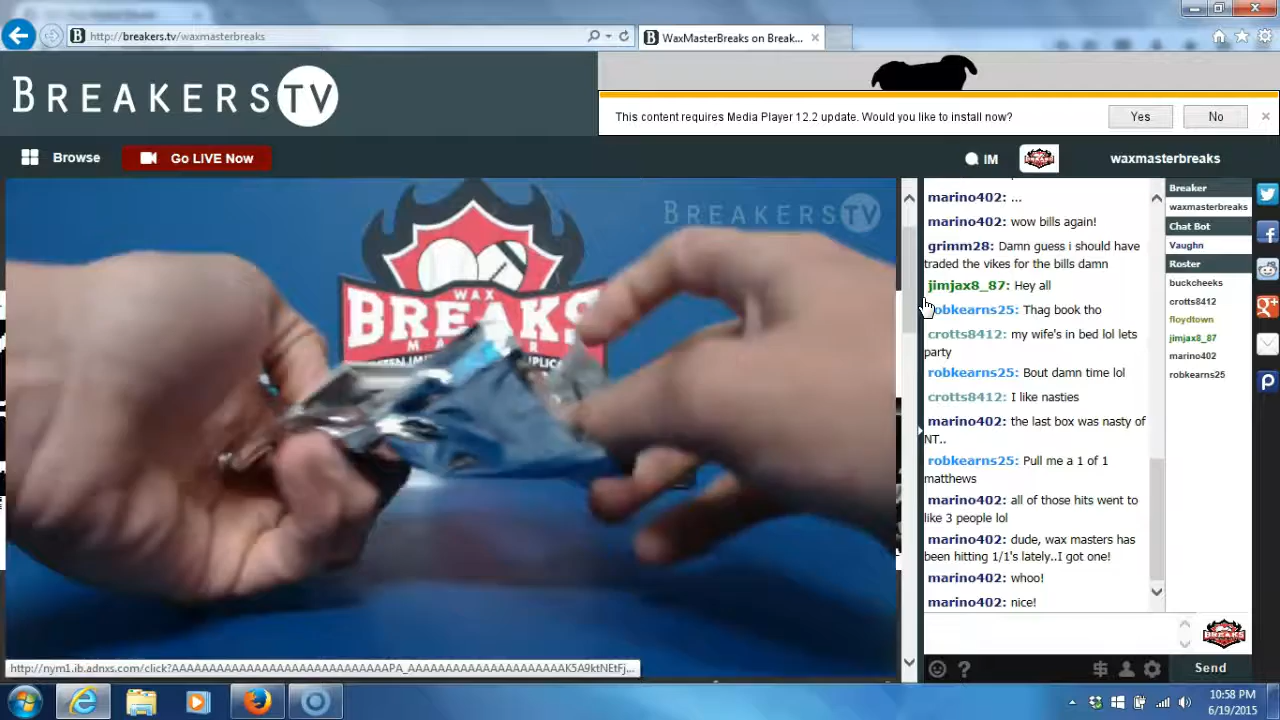 http://breakers.tv/waxmasterbreaks
B WaxMasterBreaks on Break...
BREAKERS TV
This content requires Media Player 12.2 update. Would you like to install now?
Yes
No
Browse
Go LIVE Now
IM
waxmasterbreaks
BREAKERS TV
WAX
BREAKS
marino402: ...
marino402: wow bills again!
grimm28: Damn guess i should have
traded the vikes for the bills damn
jimjax8_87: Hey all
robkearns25: Thag book tho
crotts8412: my wife's in bed lol lets
party
robkearns25: Bout damn time lol
crotts8412: I like nasties
marino402: the last box was nasty of
NT..
robkearns25: Pull me a 1 of 1
matthews
marino402: all of those hits went to
like 3 people lol
marino402: dude, wax masters has
been hitting 1/1's lately..I got one!
marino402: whoo!
marino402: nice!
Breaker
waxmasterbreaks
Chat Bot
Vaughn
Roster
buckcheeks
crotts8412
floydtown
jimjax8_87
marino402
robkearns25
BREAKS
Send
10:58 PM
6/19/2015